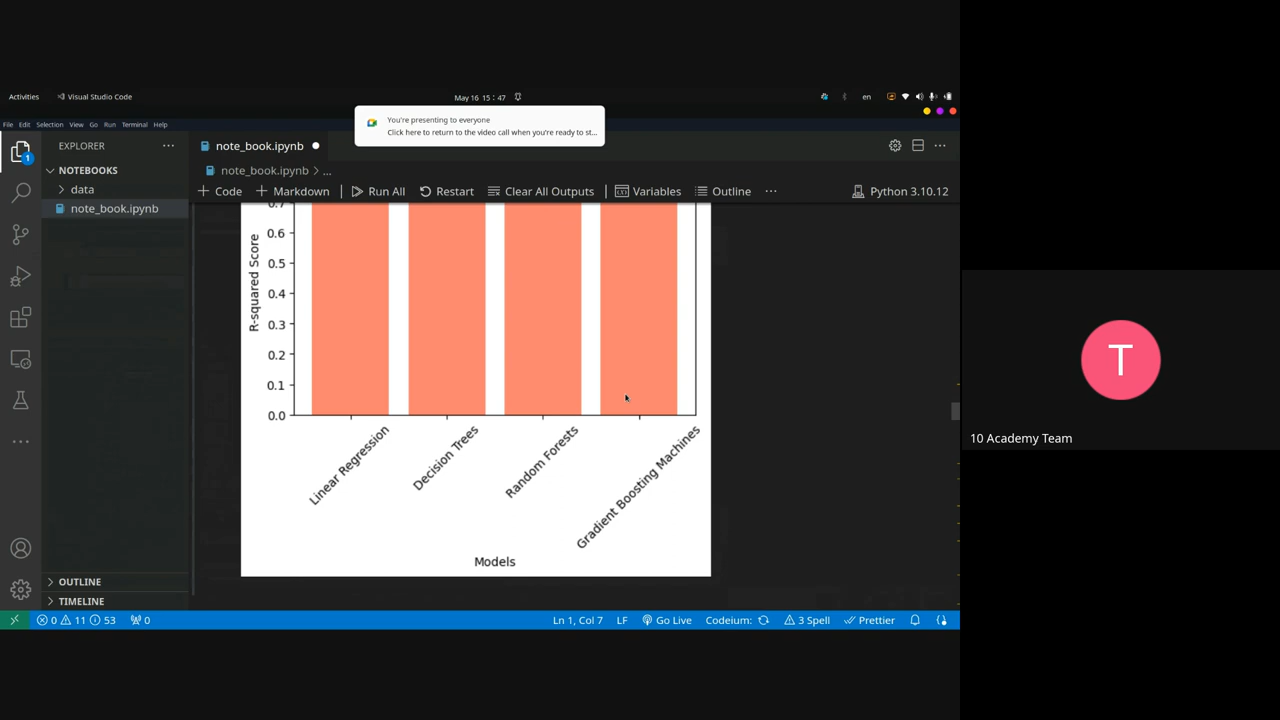 Activities
Visual Studio Code
May 16 15:47
en
You're presenting to everyone
Click here to return to the video call when you're ready to st...
File Edit Selection View Go Run Terminal Help
EXPLORER
note_book.ipynb
NOTEBOOKS
data
note_book.ipynb
note_book.ipynb > ...
+ Code + Markdown | Run All Restart Clear All Outputs | Variables Outline ... Python 3.10.12
1
0.7
0.6
0.5
0.4
0.3
0.2
0.1
0.0
R-squared Score
Linear Regression
Decision Trees
Random Forests
Gradient Boosting Machines
Models
OUTLINE
TIMELINE
0 11 53 0 Ln 1, Col 7 LF Go Live Codeium: 3 Spell Prettier
T
10 Academy Team